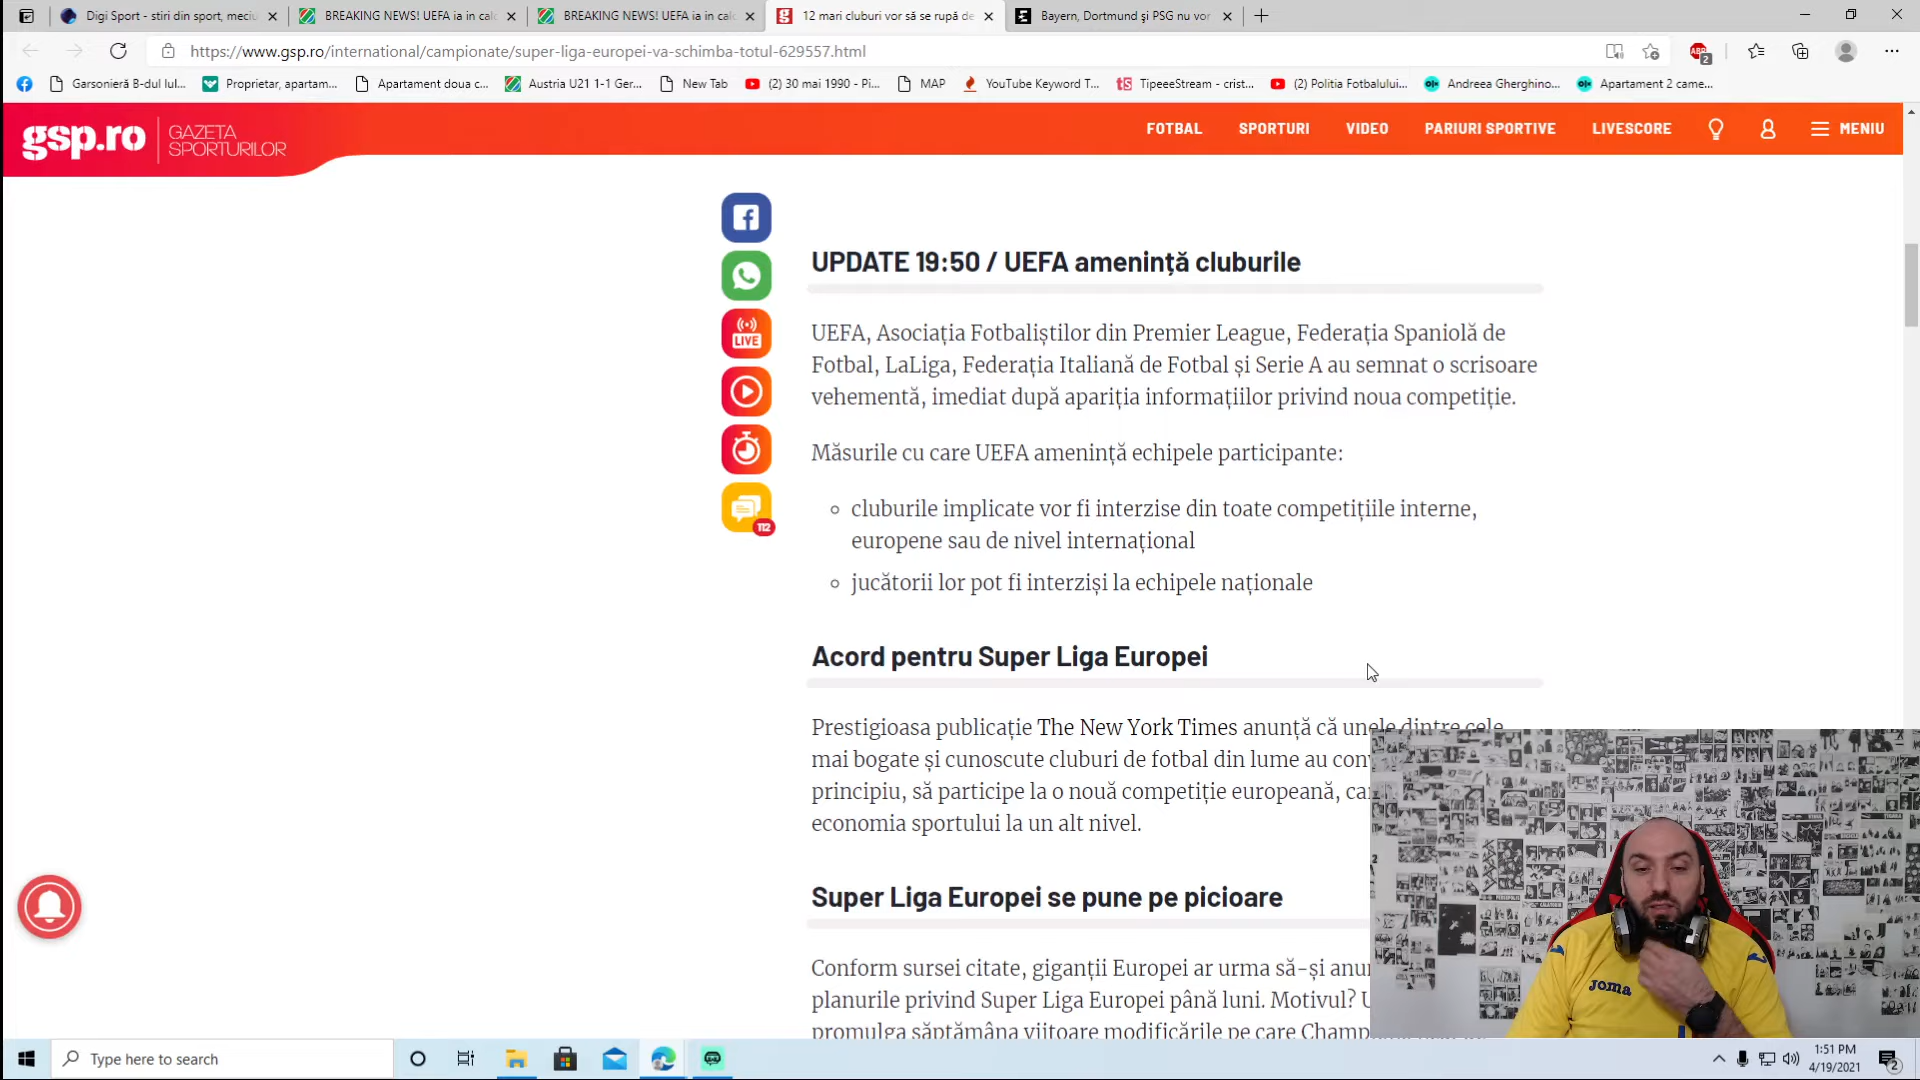 Digi Sport - stiri din sport, meciu
BREAKING NEWS! UEFA ia in calc
BREAKING NEWS! UEFA ia in calc
12 mari cluburi vor să se rupă de
Bayern, Dortmund și PSG nu vor
https://www.gsp.ro/international/campionate/super-liga-europei-va-schimba-totul-629557.html
ABP
2
Garsonieră B-dul Iul...
Proprietar, apartam...
Apartament doua c...
Austria U21 1-1 Ger...
New Tab
(2) 30 mai 1990 - Pi...
MAP
YouTube Keyword T...
TipeeeStream - crist...
(2) Politia Fotbalului...
Andreea Gherghino...
Apartament 2 came...
gsp.ro
GAZETA
SPORTURILOR
FOTBAL
SPORTURI
VIDEO
PARIURI SPORTIVE
LIVESCORE
MENIU
LIVE
112
UPDATE 19:50 / UEFA amenință cluburile
UEFA, Asociația Fotbaliștilor din Premier League, Federația Spaniolă de
Fotbal, LaLiga, Federația Italiană de Fotbal și Serie A au semnat o scrisoare
vehementă, imediat după apariția informațiilor privind noua competiție.
Măsurile cu care UEFA amenință echipele participante:
cluburile implicate vor fi interzise din toate competițiile interne,
europene sau de nivel internațional
jucătorii lor pot fi interziși la echipele naționale
Acord pentru Super Liga Europei
Prestigioasa publicație The New York Times anunță că unele dintre cele
mai bogate și cunoscute cluburi de fotbal din lume au con
principiu, să participe la o nouă competiție europeană, ca
economia sportului la un alt nivel.
Super Liga Europei se pune pe picioare
Conform sursei citate, giganții Europei ar urma să-și anu
planurile privind Super Liga Europei până luni. Motivul? U
promulga săptămâna viitoare modificările pe care Champ
Joma
Type here to search
1:51 PM
4/19/2021
2